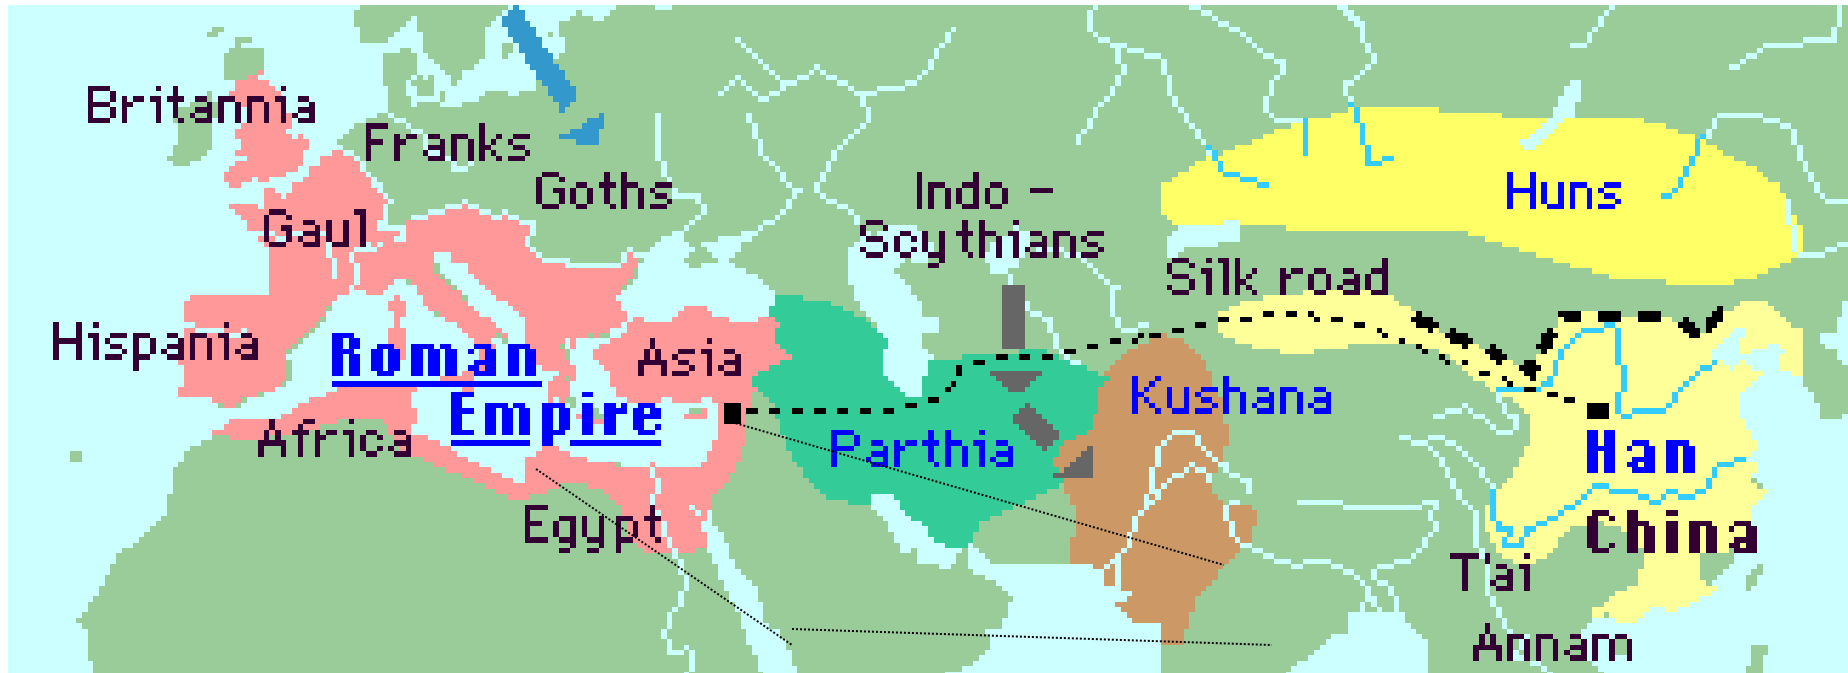 Britannia
Franks
Goths
Indo -
Scythians
Huns
Gaul
Silk road
Hispania
Roman
Empire
Asia
Kushana
Africa
Parthia
Han
China
Egypt
T'ai
Annam